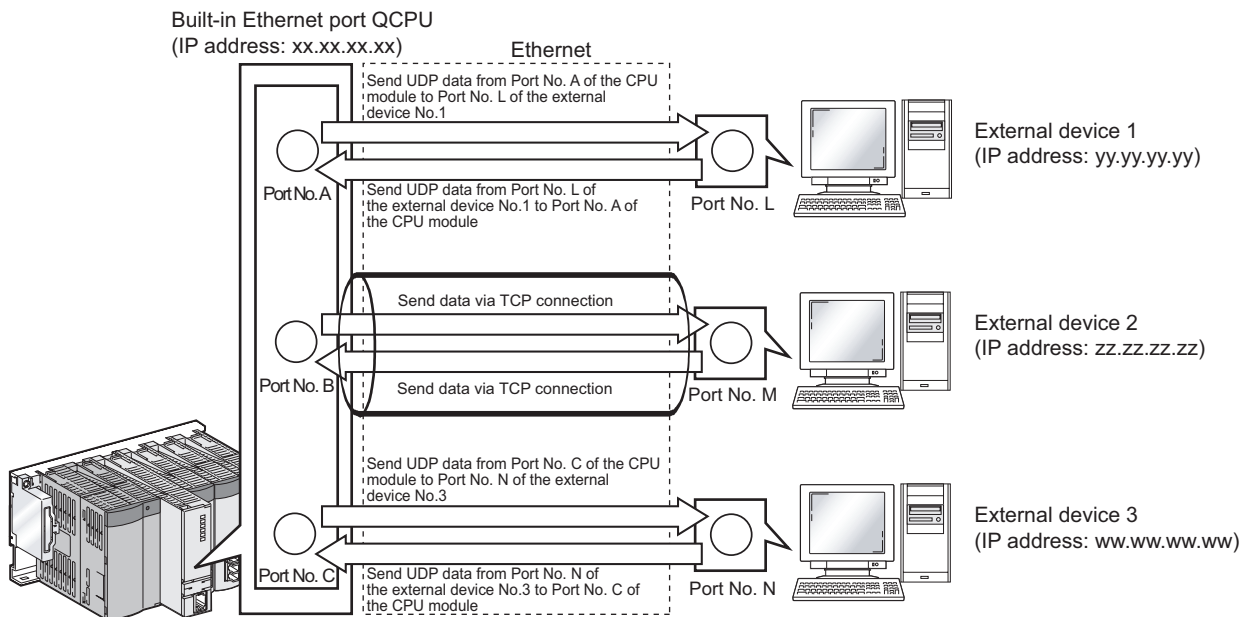 Built-in Ethernet port QCPU
(IP address: xx.xx.xx.xx)
Ethernet
Send UDP data from Port No. A of the CPU
module to Port No. L of the external
device No.1
Port No. A
Send UDP data from Port No. L of
the external device No.1 to Port No. A of
the CPU module
Port No. L
External device 1
(IP address: yy.yy.yy.yy)
Send data via TCP connection
Port No. B
Send data via TCP connection
Port No. M
External device 2
(IP address: zz.zz.zz.zz)
Send UDP data from Port No. C of the CPU
module to Port No. N of the external
device No.3
Port No. C
Send UDP data from Port No. N of
the external device No.3 to Port No. C of
the CPU module
Port No. N
External device 3
(IP address: ww.ww.ww.ww)